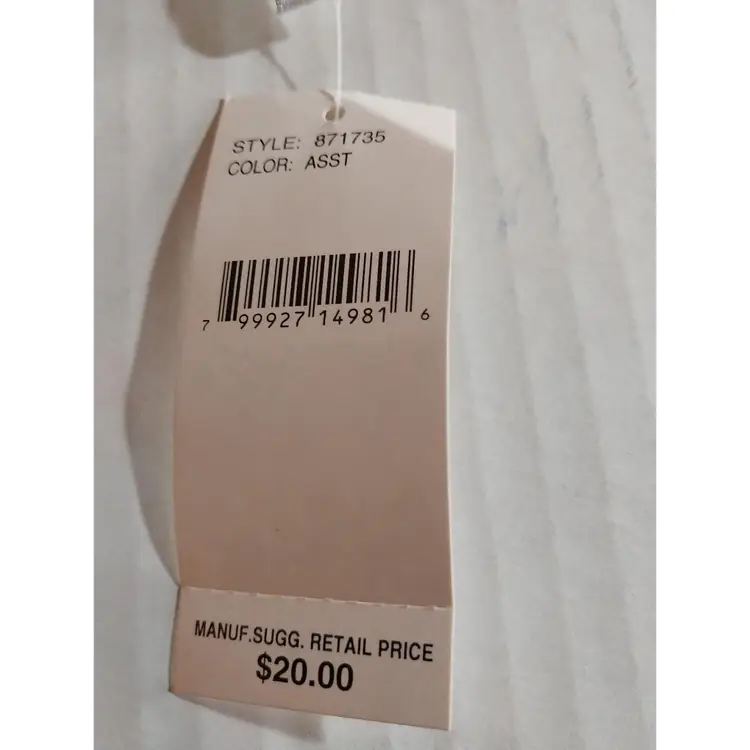 STYLE: 871735
COLOR: ASST
7 99927 14981 6
MANUF.SUGG. RETAIL PRICE
$20.00